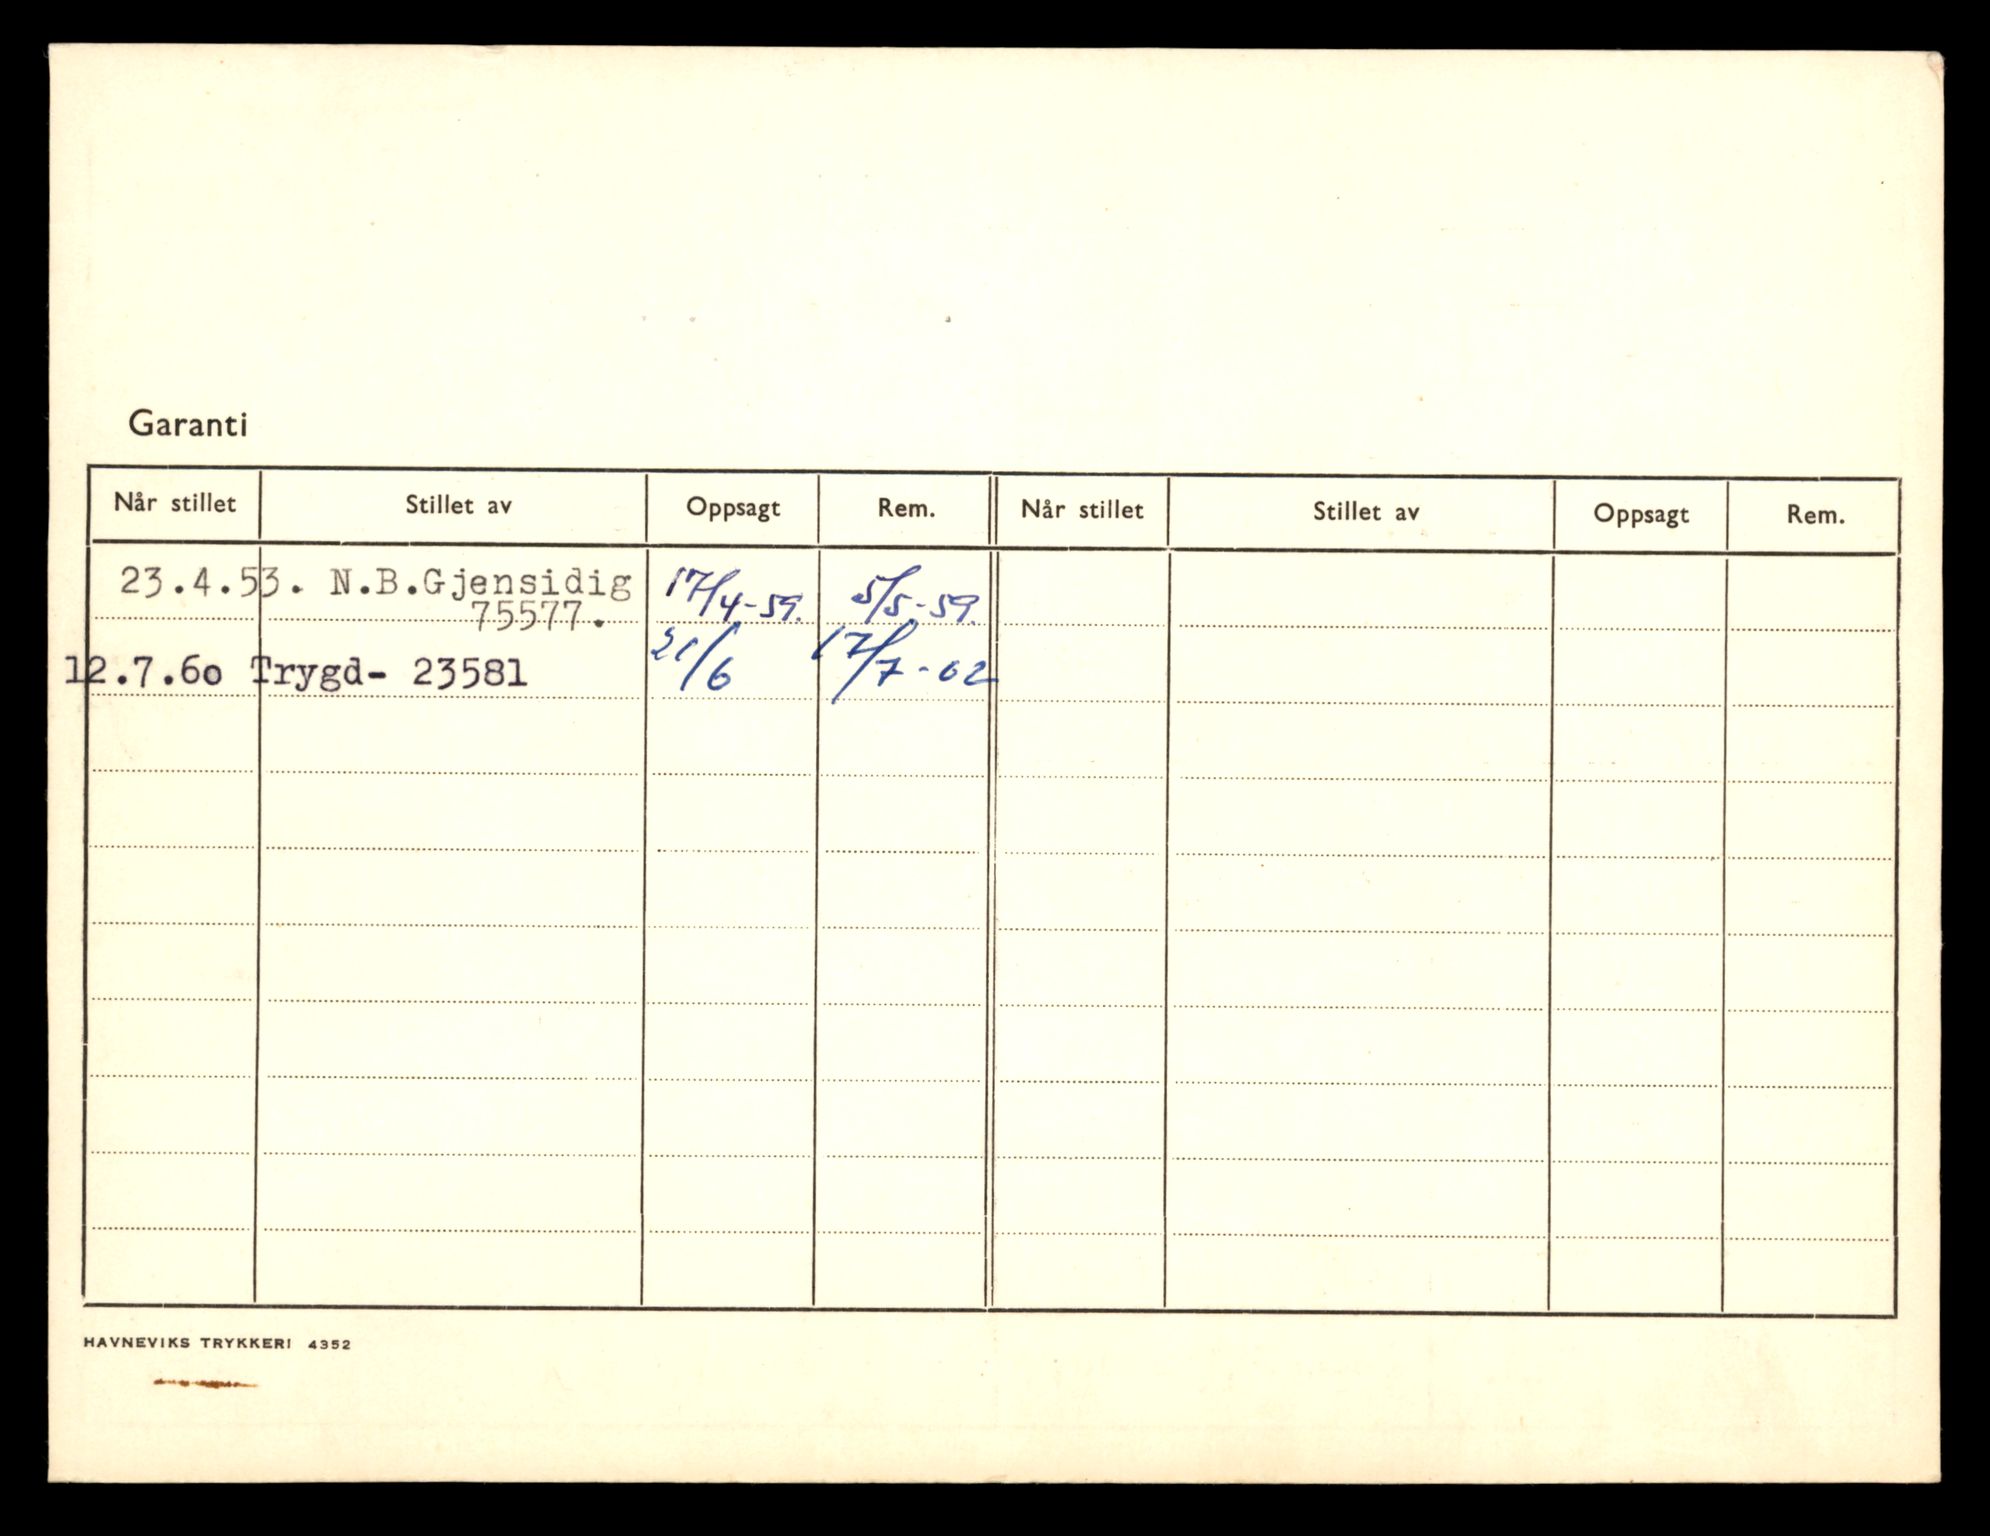 Garanti
Når stillet Stillet av Oppsagt Rem. Når stillet Stillet av Oppsagt Rem.
23.4.53. N.B.Gjensidig 17/4-59. 5/5-59.
75577.
12.7.6o Trygd- 23581 21/6 17/7-62
HAVNEVIKS TRYKKERI 4352